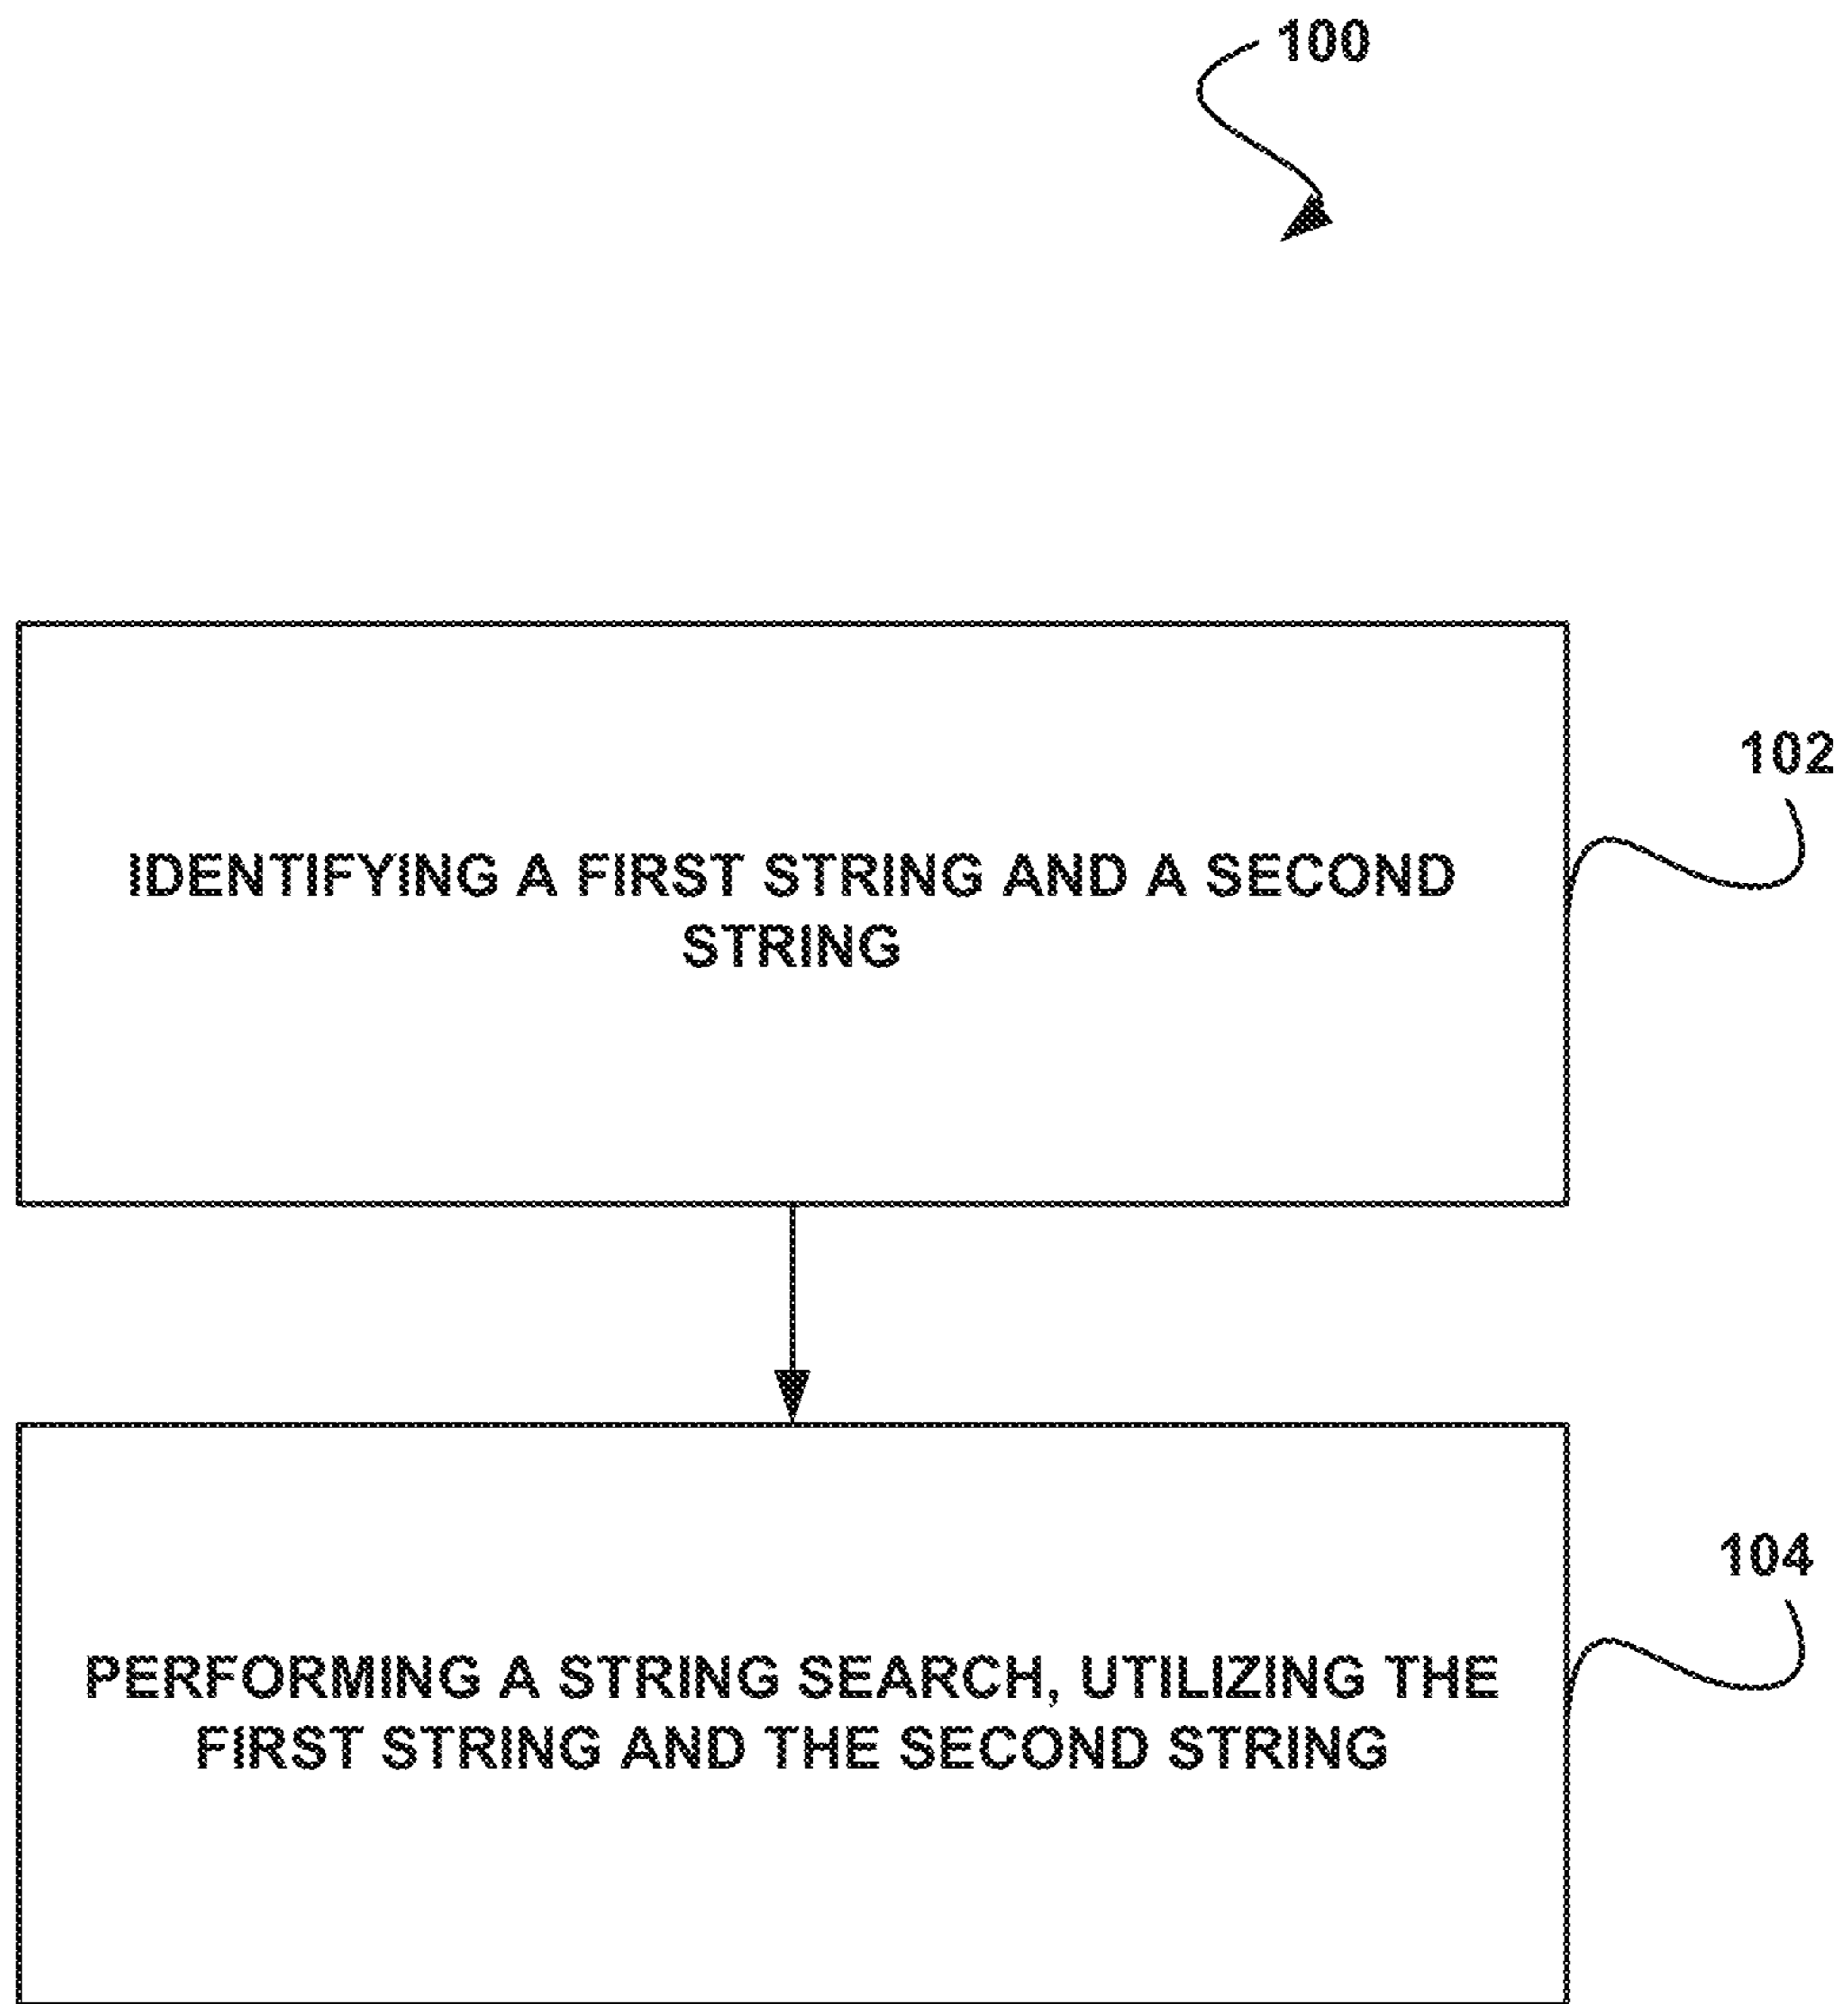 100
102
IDENTIFYING A FIRST STRING AND A SECOND
STRING
104
PERFORMING A STRING SEARCH, UTILIZING THE
FIRST STRING AND THE SECOND STRING